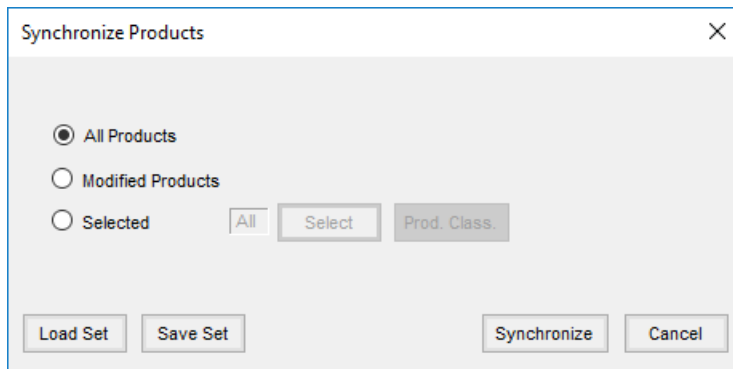 Synchronize Products
All Products
Modified Products
Selected All Select Prod. Class.
Load Set Save Set Synchronize Cancel